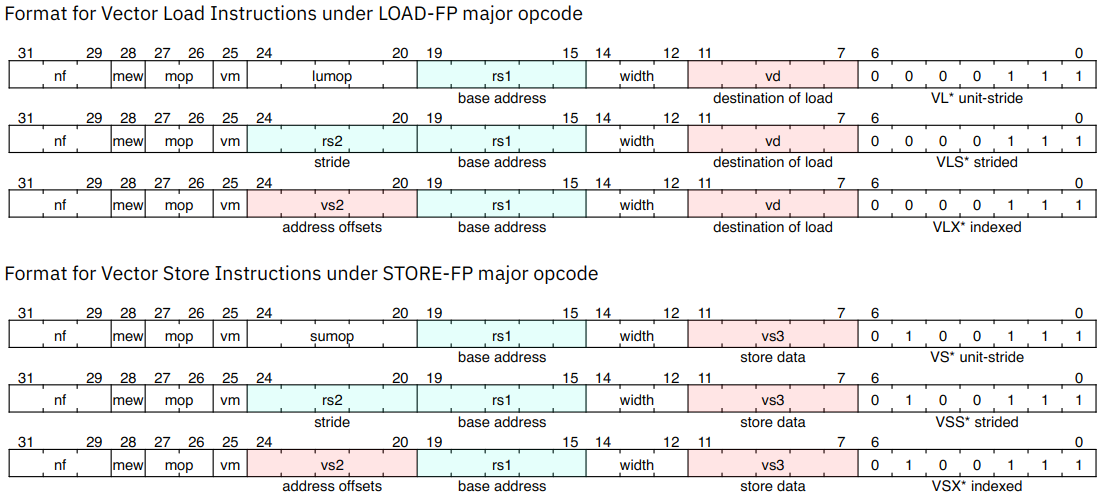 Format for Vector Load Instructions under LOAD-FP major opcode
31 29 28 27 26 25 24 20 19 15 14 12 11 7 6 0
nf mew mop vm lumop rs1 width vd 0 0 0 0 1 1 1
base address destination of load VL* unit-stride
31 29 28 27 26 25 24 20 19 15 14 12 11 7 6 0
nf mew mop vm rs2 rs1 width vd 0 0 0 0 1 1 1
stride base address destination of load VLS* strided
31 29 28 27 26 25 24 20 19 15 14 12 11 7 6 0
nf mew mop vm vs2 rs1 width vd 0 0 0 0 1 1 1
address offsets base address destination of load VLX* indexed
Format for Vector Store Instructions under STORE-FP major opcode
31 29 28 27 26 25 24 20 19 15 14 12 11 7 6 0
nf mew mop vm sumop rs1 width vs3 0 1 0 0 1 1 1
base address store data VS* unit-stride
31 29 28 27 26 25 24 20 19 15 14 12 11 7 6 0
nf mew mop vm rs2 rs1 width vs3 0 1 0 0 1 1 1
stride base address store data VSS* strided
31 29 28 27 26 25 24 20 19 15 14 12 11 7 6 0
nf mew mop vm vs2 rs1 width vs3 0 1 0 0 1 1 1
address offsets base address store data VSX* indexed